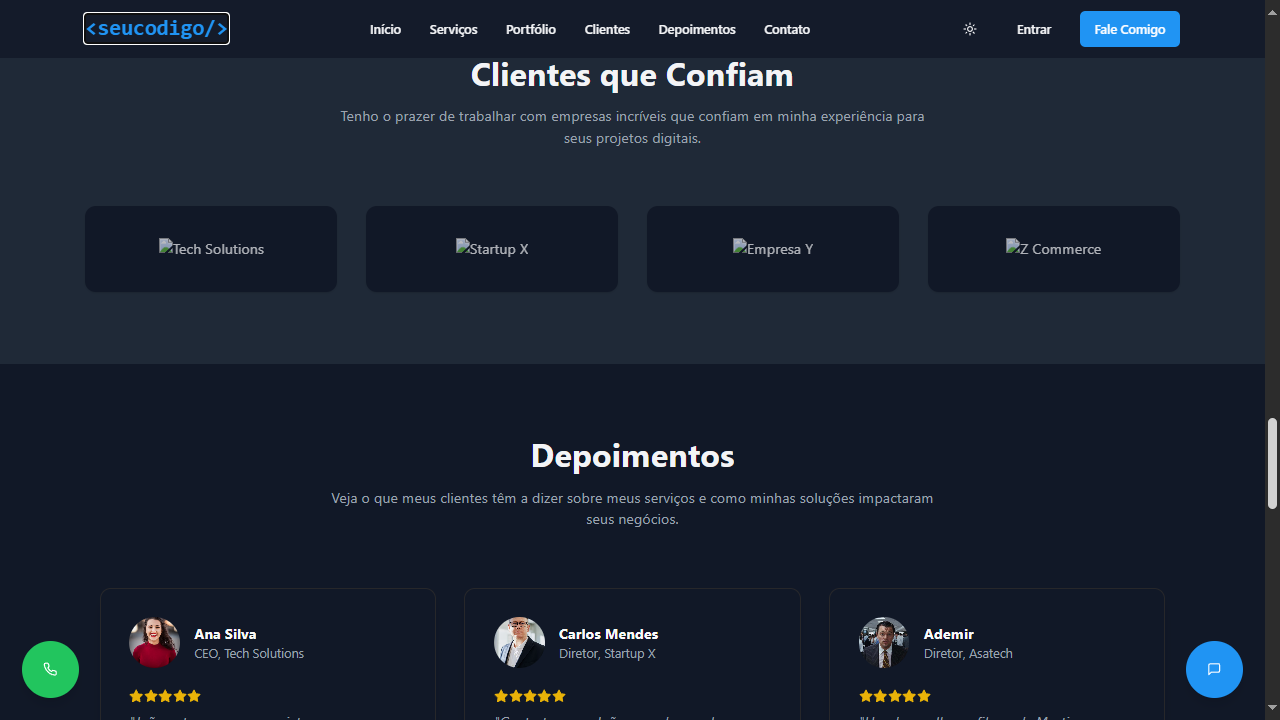 <seucodigo/>
Início
Serviços
Portfólio
Clientes
Depoimentos
Contato
Entrar
Fale Comigo
Clientes que Confiam
Tenho o prazer de trabalhar com empresas incríveis que confiam em minha experiência para
seus projetos digitais.
Tech Solutions
Startup X
Empresa Y
Z Commerce
Depoimentos
Veja o que meus clientes têm a dizer sobre meus serviços e como minhas soluções impactaram
seus negócios.
Ana Silva
CEO, Tech Solutions
Carlos Mendes
Diretor, Startup X
Ademir
Diretor, Asatech